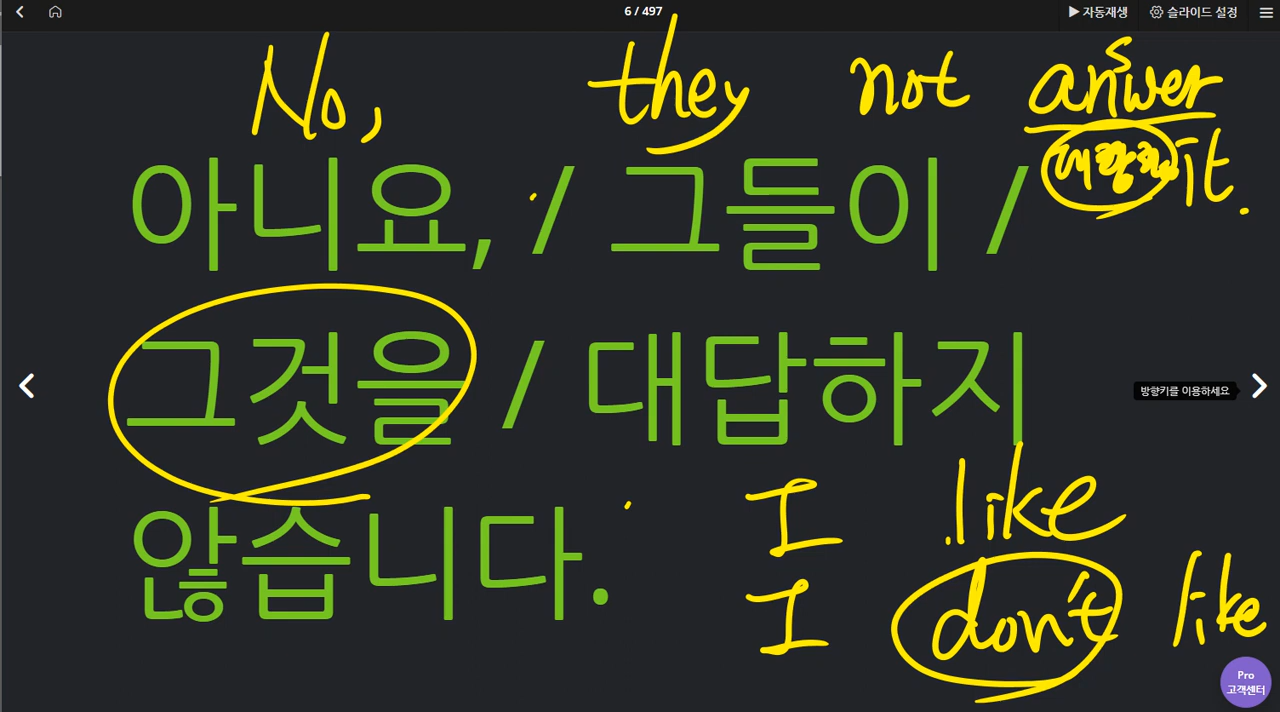 6 / 497
▶ 자동재생
슬라이드 설정
No, they not answer
it.
아니요, / 그들이 /
그것을 / 대답하지
않습니다.
방향키를 이용하세요
I like
I don't like
Pro
고객센터